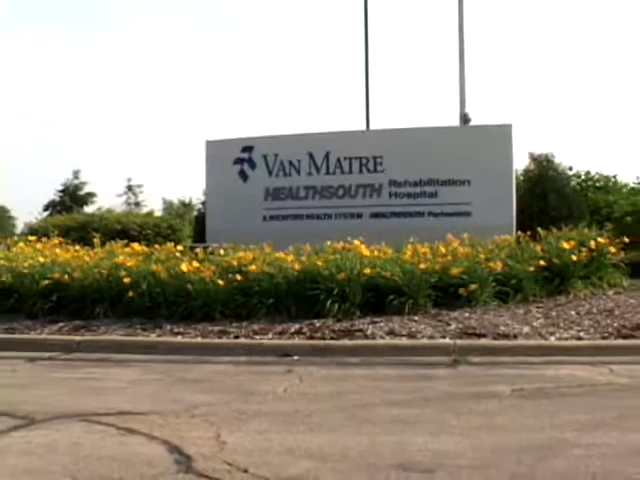 VAN MATRE
HEALTHSOUTH Rehabilitation Hospital
A ROCKFORD HEALTH SYSTEM HEALTHSOUTH Partnership